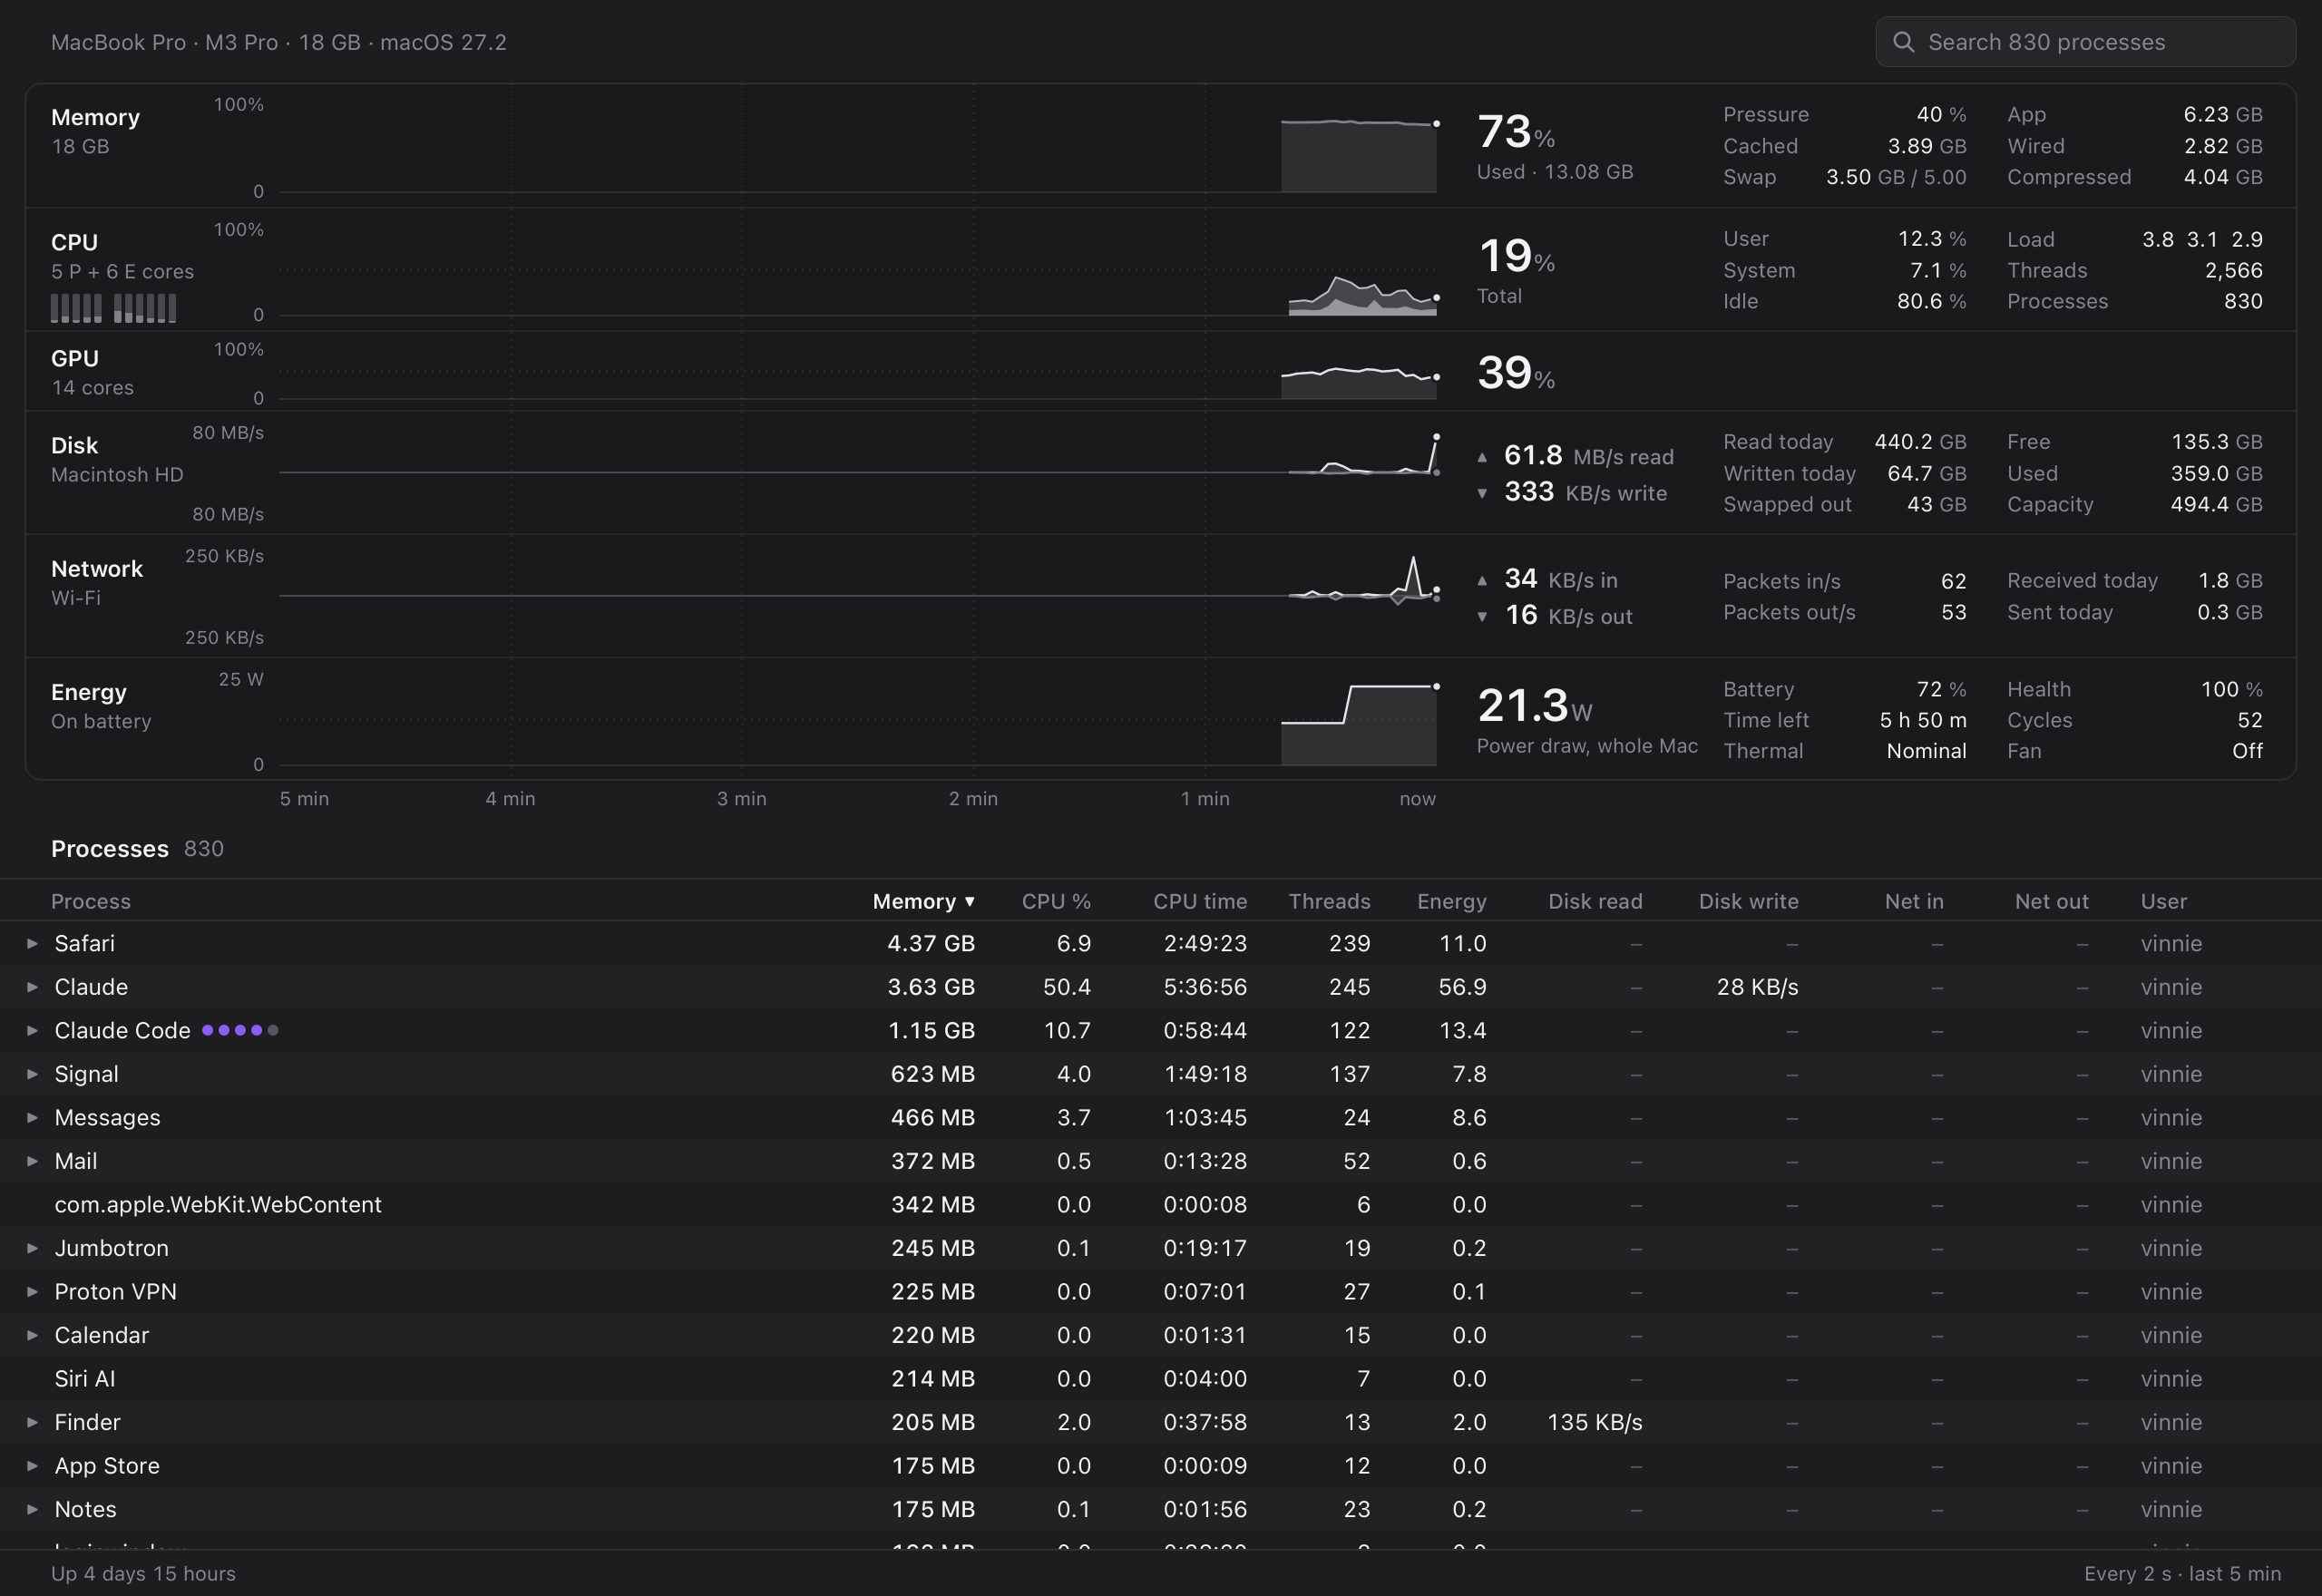 MacBook Pro · M3 Pro · 18 GB · macOS 27.2
Search 830 processes
Memory
18 GB
100%
0
73%
Used · 13.08 GB
Pressure 40 %
Cached 3.89 GB
Swap 3.50 GB / 5.00
App 6.23 GB
Wired 2.82 GB
Compressed 4.04 GB
CPU
5 P + 6 E cores
100%
0
19%
Total
User 12.3 %
System 7.1 %
Idle 80.6 %
Load 3.8 3.1 2.9
Threads 2,566
Processes 830
GPU
14 cores
100%
0
39%
Disk
Macintosh HD
80 MB/s
80 MB/s
▲ 61.8 MB/s read
▼ 333 KB/s write
Read today 440.2 GB
Written today 64.7 GB
Swapped out 43 GB
Free 135.3 GB
Used 359.0 GB
Capacity 494.4 GB
Network
Wi-Fi
250 KB/s
250 KB/s
▲ 34 KB/s in
▼ 16 KB/s out
Packets in/s 62
Packets out/s 53
Received today 1.8 GB
Sent today 0.3 GB
Energy
On battery
25 W
0
21.3W
Power draw, whole Mac
Battery 72 %
Time left 5 h 50 m
Thermal Nominal
Health 100 %
Cycles 52
Fan Off
5 min 4 min 3 min 2 min 1 min now
Processes 830
Process Memory ▼ CPU % CPU time Threads Energy Disk read Disk write Net in Net out User
Safari 4.37 GB 6.9 2:49:23 239 11.0 – – – – vinnie
Claude 3.63 GB 50.4 5:36:56 245 56.9 – 28 KB/s – – vinnie
Claude Code 1.15 GB 10.7 0:58:44 122 13.4 – – – – vinnie
Signal 623 MB 4.0 1:49:18 137 7.8 – – – – vinnie
Messages 466 MB 3.7 1:03:45 24 8.6 – – – – vinnie
Mail 372 MB 0.5 0:13:28 52 0.6 – – – – vinnie
com.apple.WebKit.WebContent 342 MB 0.0 0:00:08 6 0.0 – – – – vinnie
Jumbotron 245 MB 0.1 0:19:17 19 0.2 – – – – vinnie
Proton VPN 225 MB 0.0 0:07:01 27 0.1 – – – – vinnie
Calendar 220 MB 0.0 0:01:31 15 0.0 – – – – vinnie
Siri AI 214 MB 0.0 0:04:00 7 0.0 – – – – vinnie
Finder 205 MB 2.0 0:37:58 13 2.0 135 KB/s – – – vinnie
App Store 175 MB 0.0 0:00:09 12 0.0 – – – – vinnie
Notes 175 MB 0.1 0:01:56 23 0.2 – – – – vinnie
Up 4 days 15 hours
Every 2 s · last 5 min